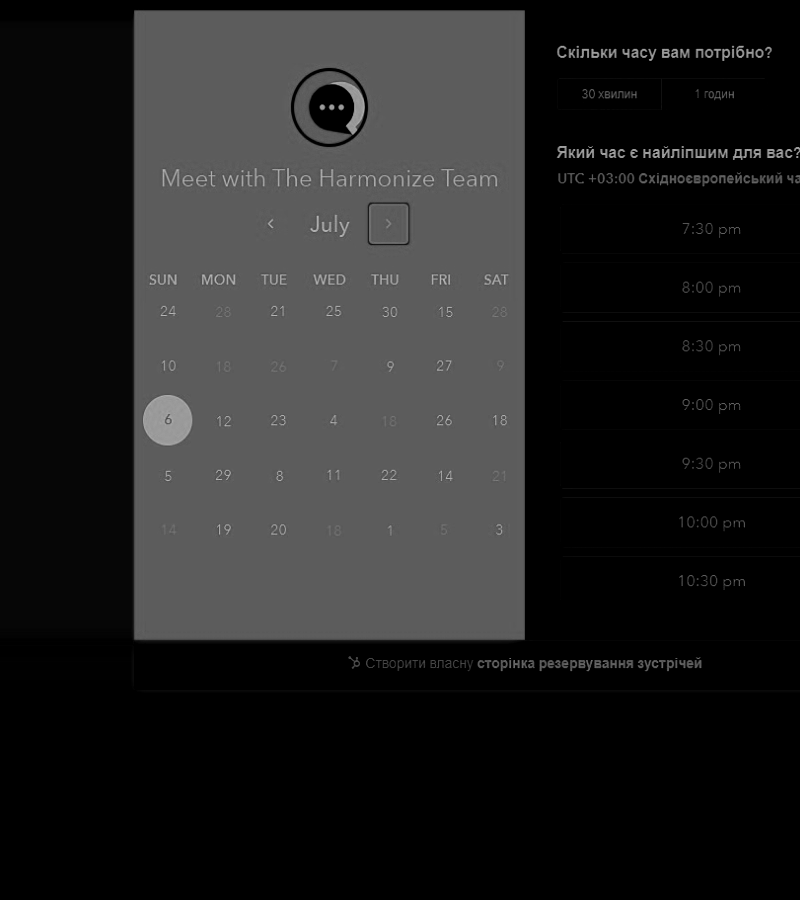 Meet with The Harmonize Team
July
SUN MON TUE WED THU FRI SAT
24 28 21 25 30 15 28
10 18 26 7 9 27 9
6 12 23 4 18 26 18
5 29 8 11 22 14 21
14 19 20 18 1 5 3
Скільки часу вам потрібно?
30 хвилин 1 годин
Який час є найліпшим для вас?
UTC +03:00 Східноєвропейський
7:30 pm
8:00 pm
8:30 pm
9:00 pm
9:30 pm
10:00 pm
10:30 pm
Створити власну сторінка резервування зустрічей